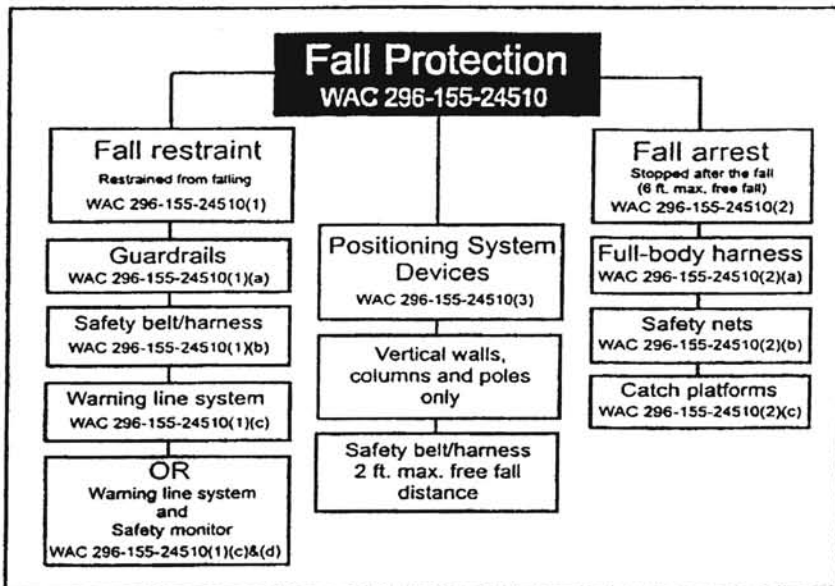 Fall Protection
WAC 296-155-24510
Fall restraint
Restrained from falling
WAC 296-155-24510(1)
Guardrails
WAC 296-155-24510(1)(a)
Safety belt/harness
WAC 296-155-24510(1)(b)
Warning line system
WAC 296-155-24510(1)(c)
OR
Warning line system
and
Safety monitor
WAC 296-155-24510(1)(c)&(d)
Positioning System
Devices
WAC 296-155-24510(3)
Vertical walls,
columns and poles
only
Safety belt/harness
2 ft. max. free fall
distance
Fall arrest
Stopped after the fall
(6 ft. max. free fall)
WAC 296-155-24510(2)
Full-body harness
WAC 296-155-24510(2)(a)
Safety nets
WAC 296-155-24510(2)(b)
Catch platforms
WAC 296-155-24510(2)(c)